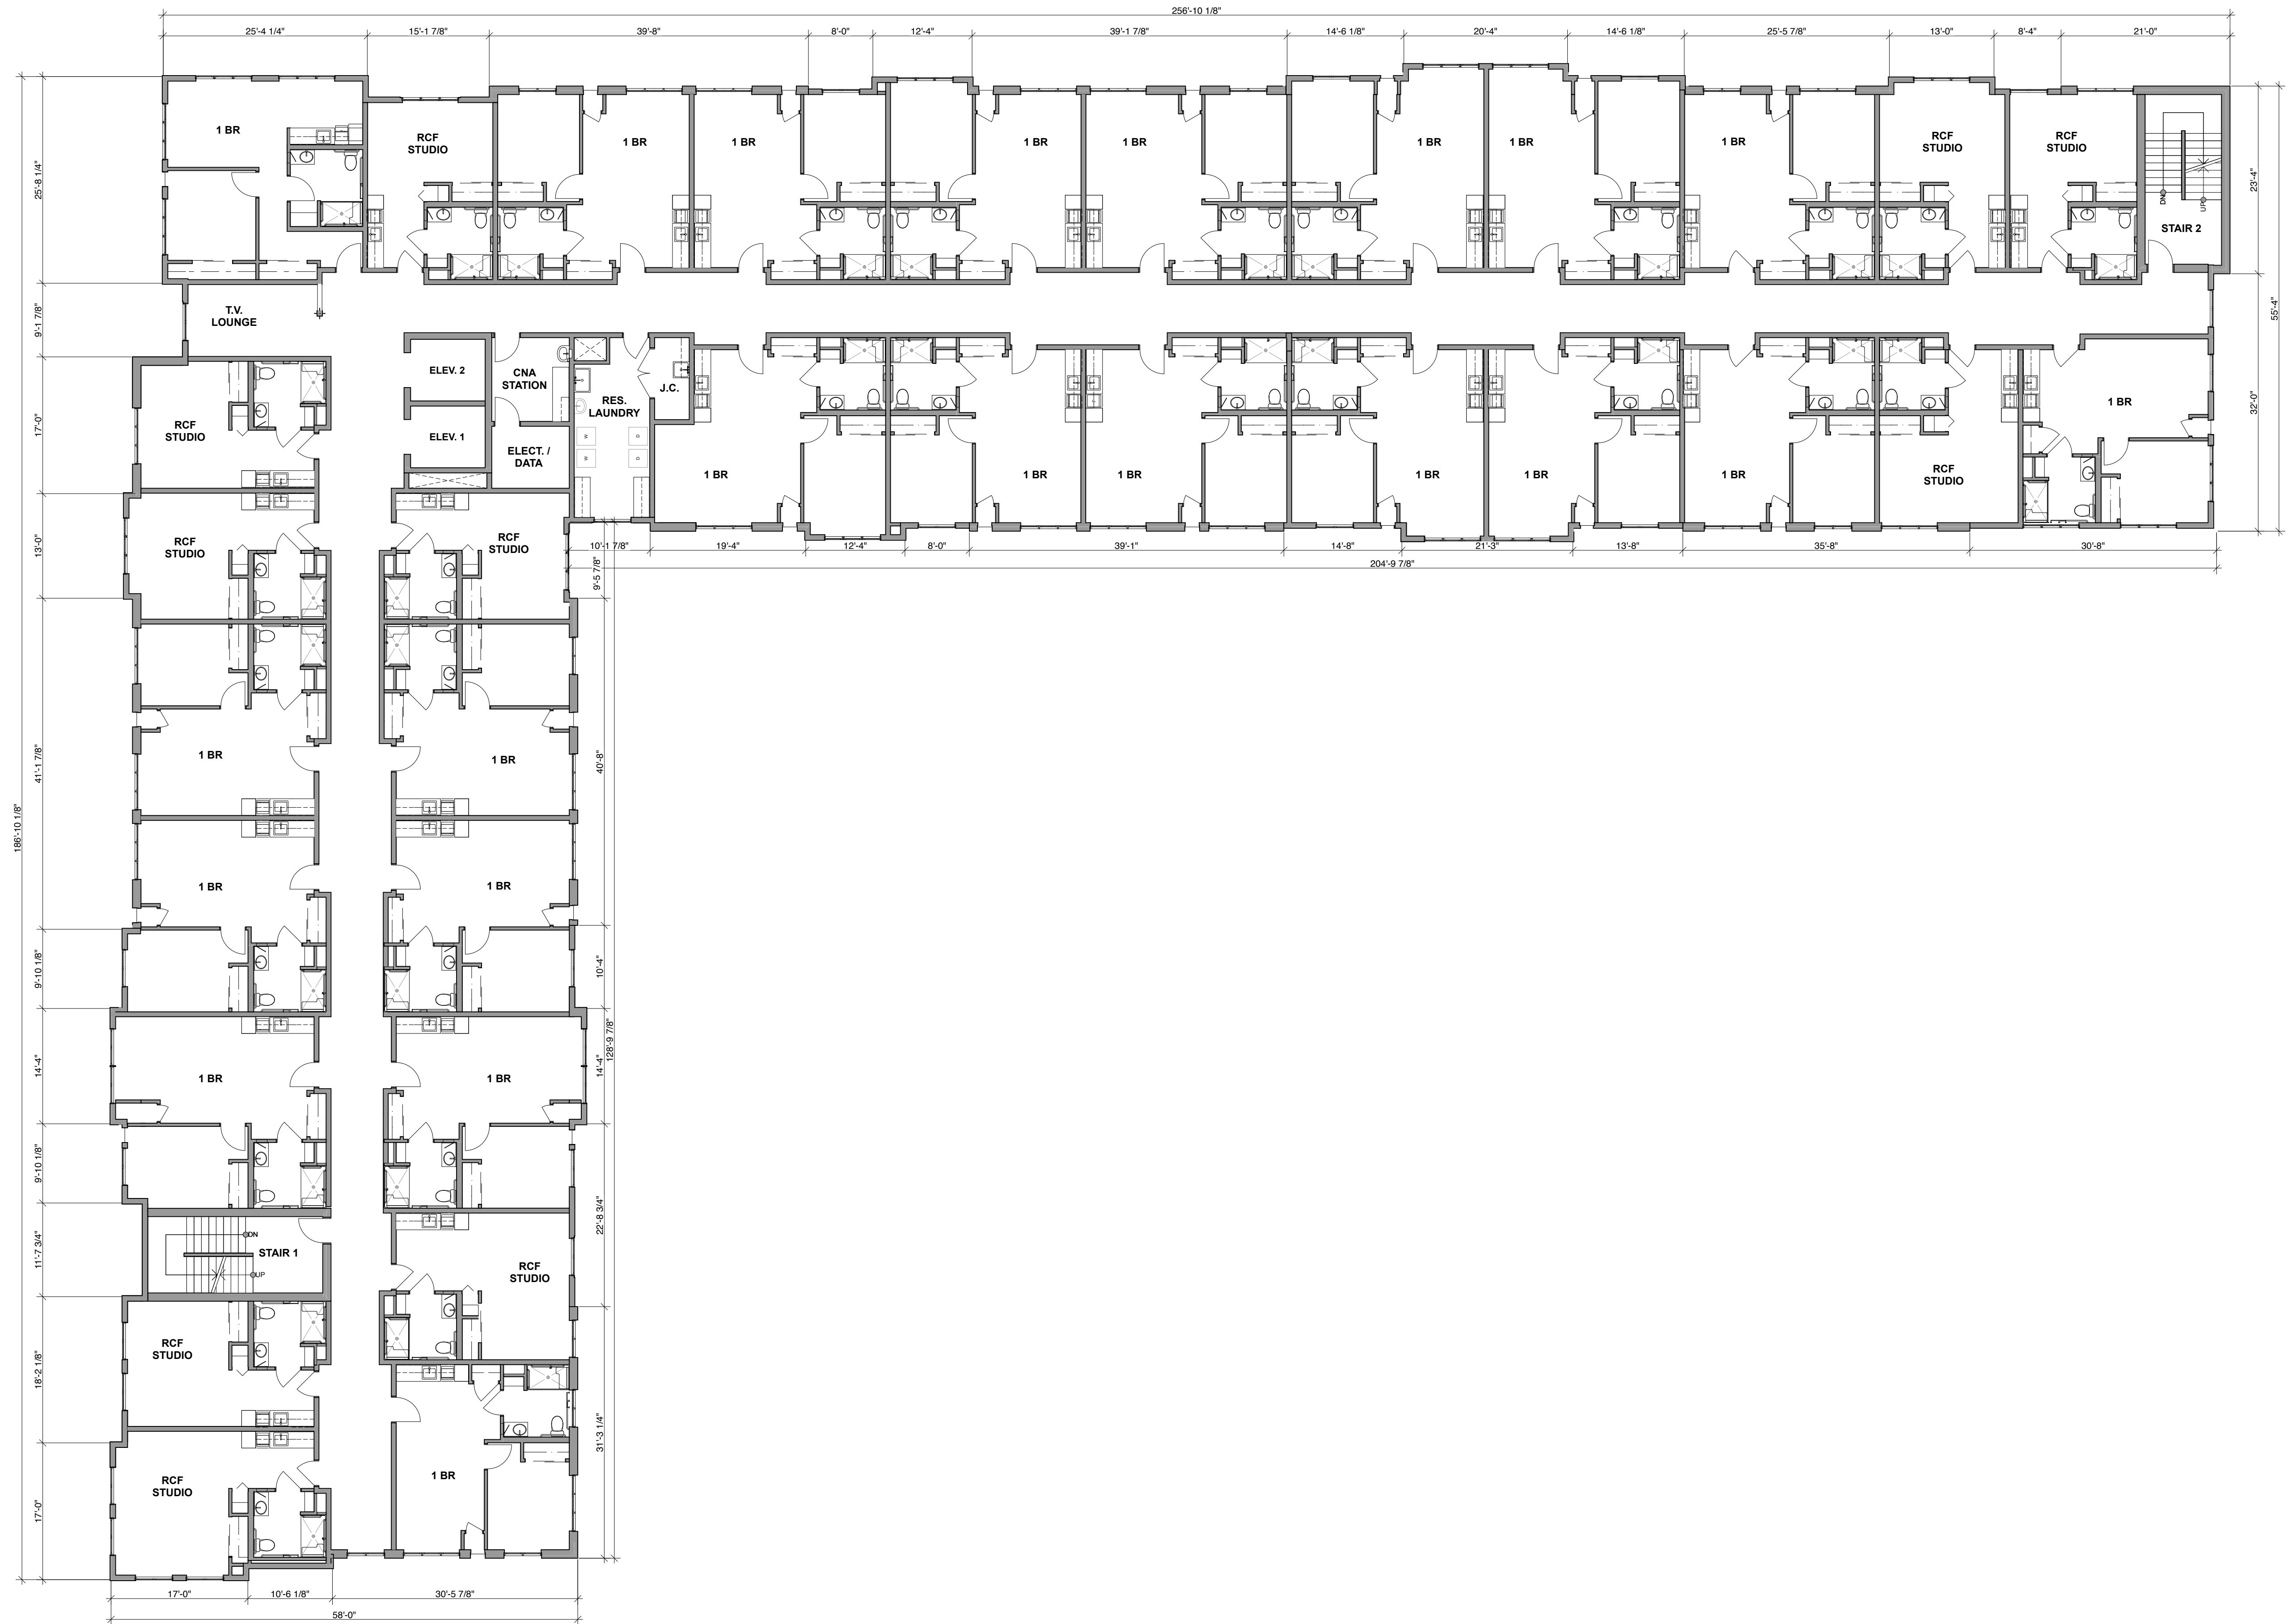 256'-10 1/8"
25'-4 1/4"
15'-1 7/8"
39'-8"
8'-0"
12'-4"
39'-1 7/8"
14'-6 1/8"
20'-4"
14'-6 1/8"
25'-5 7/8"
13'-0"
8'-4"
21'-0"
1 BR
RCF
STUDIO
1 BR
1 BR
1 BR
1 BR
1 BR
1 BR
1 BR
RCF
STUDIO
RCF
STUDIO
DN
UP
STAIR 2
25'-8 1/4"
23'-4"
55'-4"
9'-1 7/8"
T.V.
LOUNGE
ELEV. 2
CNA
STATION
J.C.
RES.
LAUNDRY
ELEV. 1
ELECT. /
DATA
W
D
W
D
1 BR
1 BR
1 BR
1 BR
1 BR
1 BR
RCF
STUDIO
1 BR
32'-0"
17'-0"
RCF
STUDIO
10'-1 7/8"
19'-4"
12'-4"
8'-0"
39'-1"
14'-8"
21'-3"
13'-8"
35'-8"
30'-8"
204'-9 7/8"
13'-0"
RCF
STUDIO
RCF
STUDIO
9'-5 7/8"
186'-10 1/8"
41'-1 7/8"
1 BR
1 BR
40'-8"
1 BR
1 BR
9'-10 1/8"
10'-4"
128'-9 7/8"
14'-4"
1 BR
1 BR
14'-4"
9'-10 1/8"
22'-8 3/4"
11'-7 3/4"
DN
STAIR 1
UP
RCF
STUDIO
18'-2 1/8"
RCF
STUDIO
31'-3 1/4"
17'-0"
RCF
STUDIO
1 BR
17'-0"
10'-6 1/8"
30'-5 7/8"
58'-0"